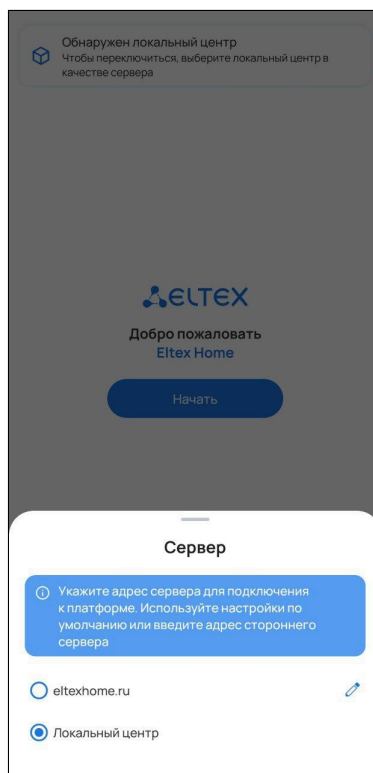 Обнаружен локальный центр
Чтобы переключиться, выберите локальный центр в
качестве сервера
ELTEX
Добро пожаловать
Eltex Home
Начать
Сервер
Укажите адрес сервера для подключения
к платформе. Используйте настройки по
умолчанию или введите адрес стороннего
сервера
eltexhome.ru
Локальный центр